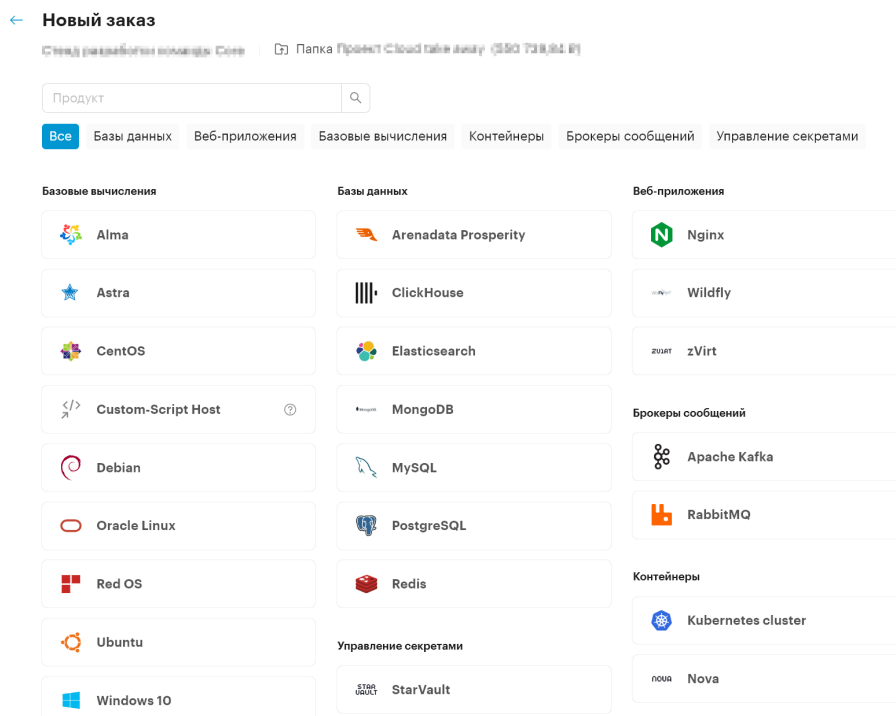 Новый заказ
Папка
Продукт
Все
Базы данных
Веб-приложения
Базовые вычисления
Контейнеры
Брокеры сообщений
Управление секретами
Базовые вычисления
Alma
Astra
CentOS
Custom-Script Host
Debian
Oracle Linux
Red OS
Ubuntu
Windows 10
Базы данных
Arenadata Prosperity
ClickHouse
Elasticsearch
MongoDB
MySQL
PostgreSQL
Redis
Управление секретами
STAR
VAULT
StarVault
Веб-приложения
Nginx
Wildfly
zVirt
Брокеры сообщений
Apache Kafka
RabbitMQ
Контейнеры
Kubernetes cluster
NOVA
Nova